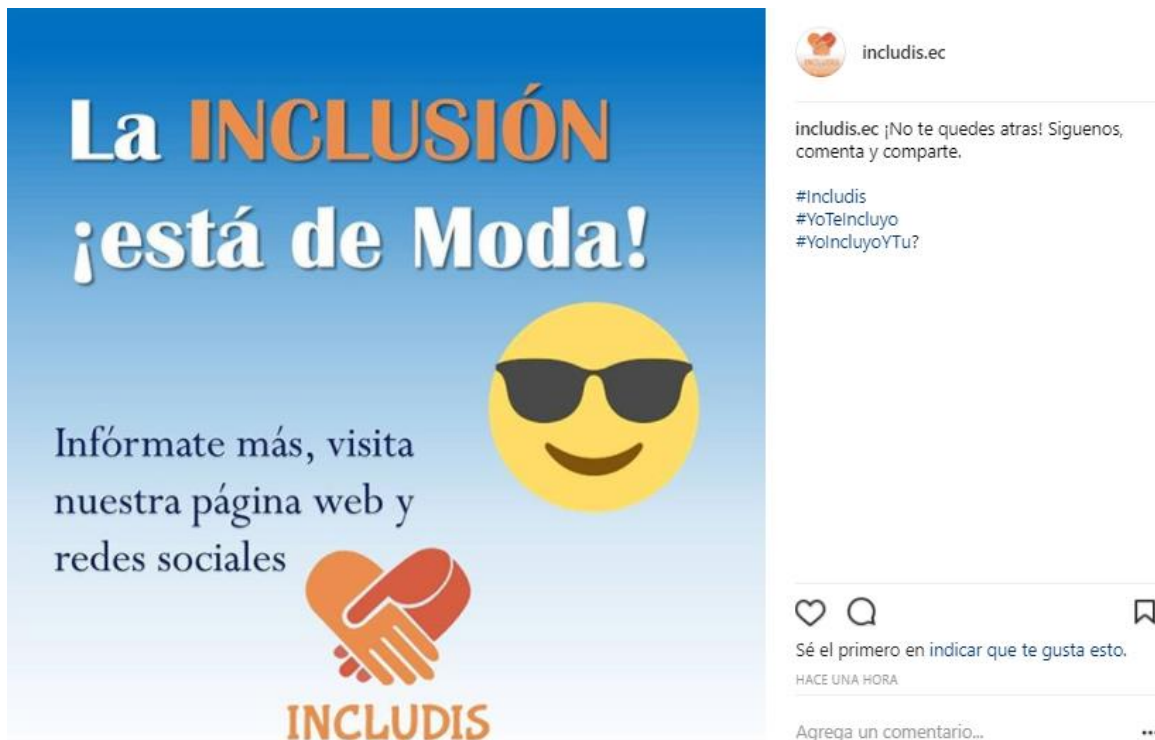 La INCLUSIÓN
¡está de Moda!
Infórmate más, visita
nuestra página web y
redes sociales
INCLUDIS
includis.ec
includis.ec ¡No te quedes atras! Siguenos,
comenta y comparte.
#Includis
#YoTeIncluyo
#YoIncluyoYTu?
Sé el primero en indicar que te gusta esto.
HACE UNA HORA
Agrega un comentario...